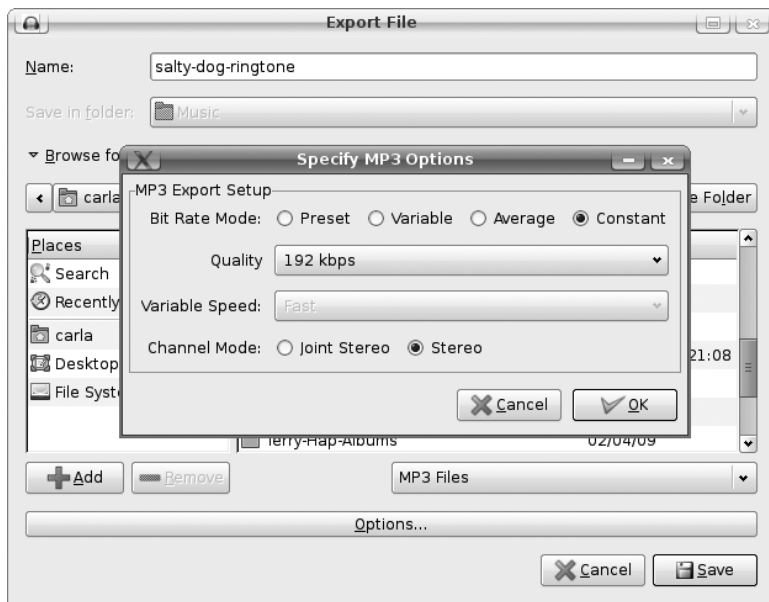 Export File
Name: salty-dog-ringtone
Save in folder: Music
Browse fo
carla
e Folder
Specify MP3 Options
MP3 Export Setup
Bit Rate Mode: Preset Variable Average Constant
Quality 192 kbps
Variable Speed: Fast
Channel Mode: Joint Stereo Stereo
Cancel OK
Places
Search
Recently
carla
Desktop
21:08
File Syst
Terry-Hap-Albums 02/04/09
Add Remove MP3 Files
Options...
Cancel Save